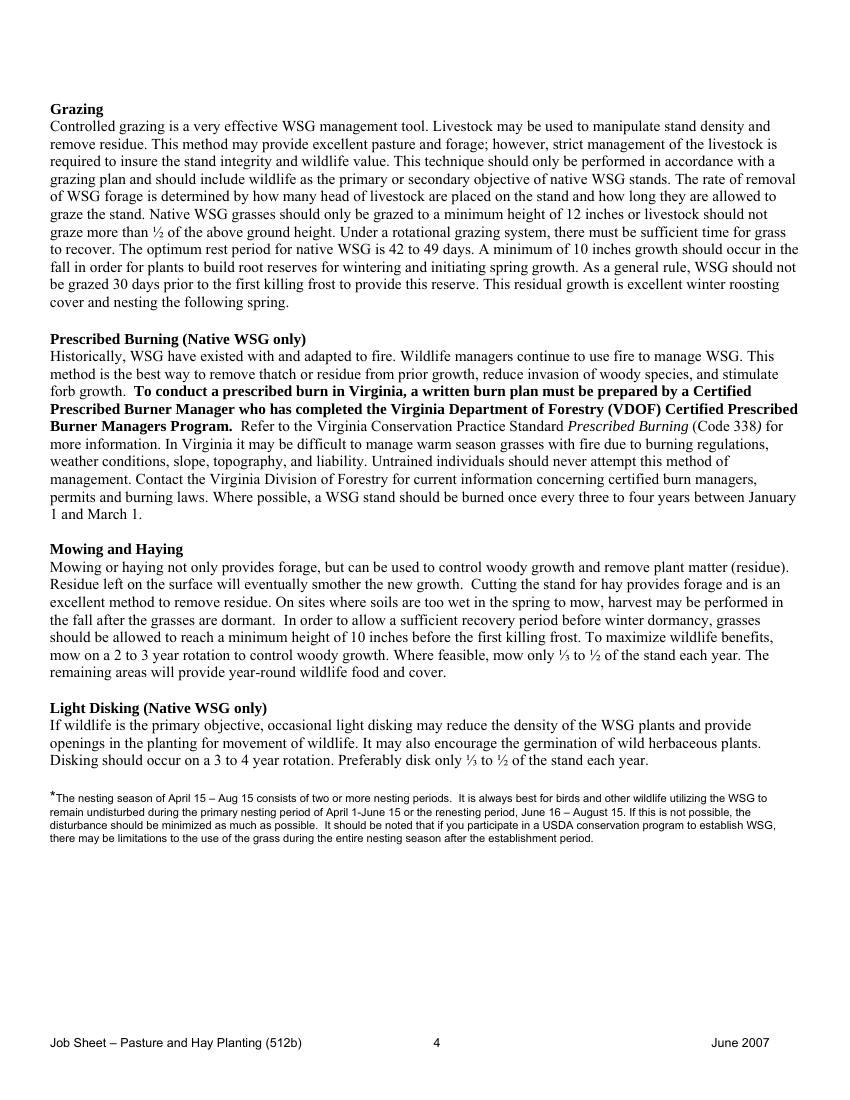 Grazing
Controlled grazing is a very effective WSG management tool. Livestock may be used to manipulate stand density and
remove residue. This method may provide excellent pasture and forage; however, strict management of the livestock is
required to insure the stand integrity and wildlife value. This technique should only be performed in accordance with a
grazing plan and should include wildlife as the primary or secondary objective of native WSG stands. The rate of removal
of WSG forage is determined by how many head of livestock are placed on the stand and how long they are allowed to
graze the stand. Native WSG grasses should only be grazed to a minimum height of 12 inches or livestock should not
graze more than ½ of the above ground height. Under a rotational grazing system, there must be sufficient time for grass
to recover. The optimum rest period for native WSG is 42 to 49 days. A minimum of 10 inches growth should occur in the
fall in order for plants to build root reserves for wintering and initiating spring growth. As a general rule, WSG should not
be grazed 30 days prior to the first killing frost to provide this reserve. This residual growth is excellent winter roosting
cover and nesting the following spring.
Prescribed Burning (Native WSG only)
Historically, WSG have existed with and adapted to fire. Wildlife managers continue to use fire to manage WSG. This
method is the best way to remove thatch or residue from prior growth, reduce invasion of woody species, and stimulate
forb growth. To conduct a prescribed burn in Virginia, a written burn plan must be prepared by a Certified
Prescribed Burner Manager who has completed the Virginia Department of Forestry (VDOF) Certified Prescribed
Burner Managers Program. Refer to the Virginia Conservation Practice Standard Prescribed Burning (Code 338) for
more information. In Virginia it may be difficult to manage warm season grasses with fire due to burning regulations,
weather conditions, slope, topography, and liability. Untrained individuals should never attempt this method of
management. Contact the Virginia Division of Forestry for current information concerning certified burn managers,
permits and burning laws. Where possible, a WSG stand should be burned once every three to four years between January
1 and March 1.
Mowing and Haying
Mowing or haying not only provides forage, but can be used to control woody growth and remove plant matter (residue).
Residue left on the surface will eventually smother the new growth. Cutting the stand for hay provides forage and is an
excellent method to remove residue. On sites where soils are too wet in the spring to mow, harvest may be performed in
the fall after the grasses are dormant. In order to allow a sufficient recovery period before winter dormancy, grasses
should be allowed to reach a minimum height of 10 inches before the first killing frost. To maximize wildlife benefits,
mow on a 2 to 3 year rotation to control woody growth. Where feasible, mow only ⅓ to ½ of the stand each year. The
remaining areas will provide year-round wildlife food and cover.
Light Disking (Native WSG only)
If wildlife is the primary objective, occasional light disking may reduce the density of the WSG plants and provide
openings in the planting for movement of wildlife. It may also encourage the germination of wild herbaceous plants.
Disking should occur on a 3 to 4 year rotation. Preferably disk only ⅓ to ½ of the stand each year.
*The nesting season of April 15 – Aug 15 consists of two or more nesting periods. It is always best for birds and other wildlife utilizing the WSG to
remain undisturbed during the primary nesting period of April 1-June 15 or the renesting period, June 16 – August 15. If this is not possible, the
disturbance should be minimized as much as possible. It should be noted that if you participate in a USDA conservation program to establish WSG,
there may be limitations to the use of the grass during the entire nesting season after the establishment period.
Job Sheet – Pasture and Hay Planting (512b) 4 June 2007